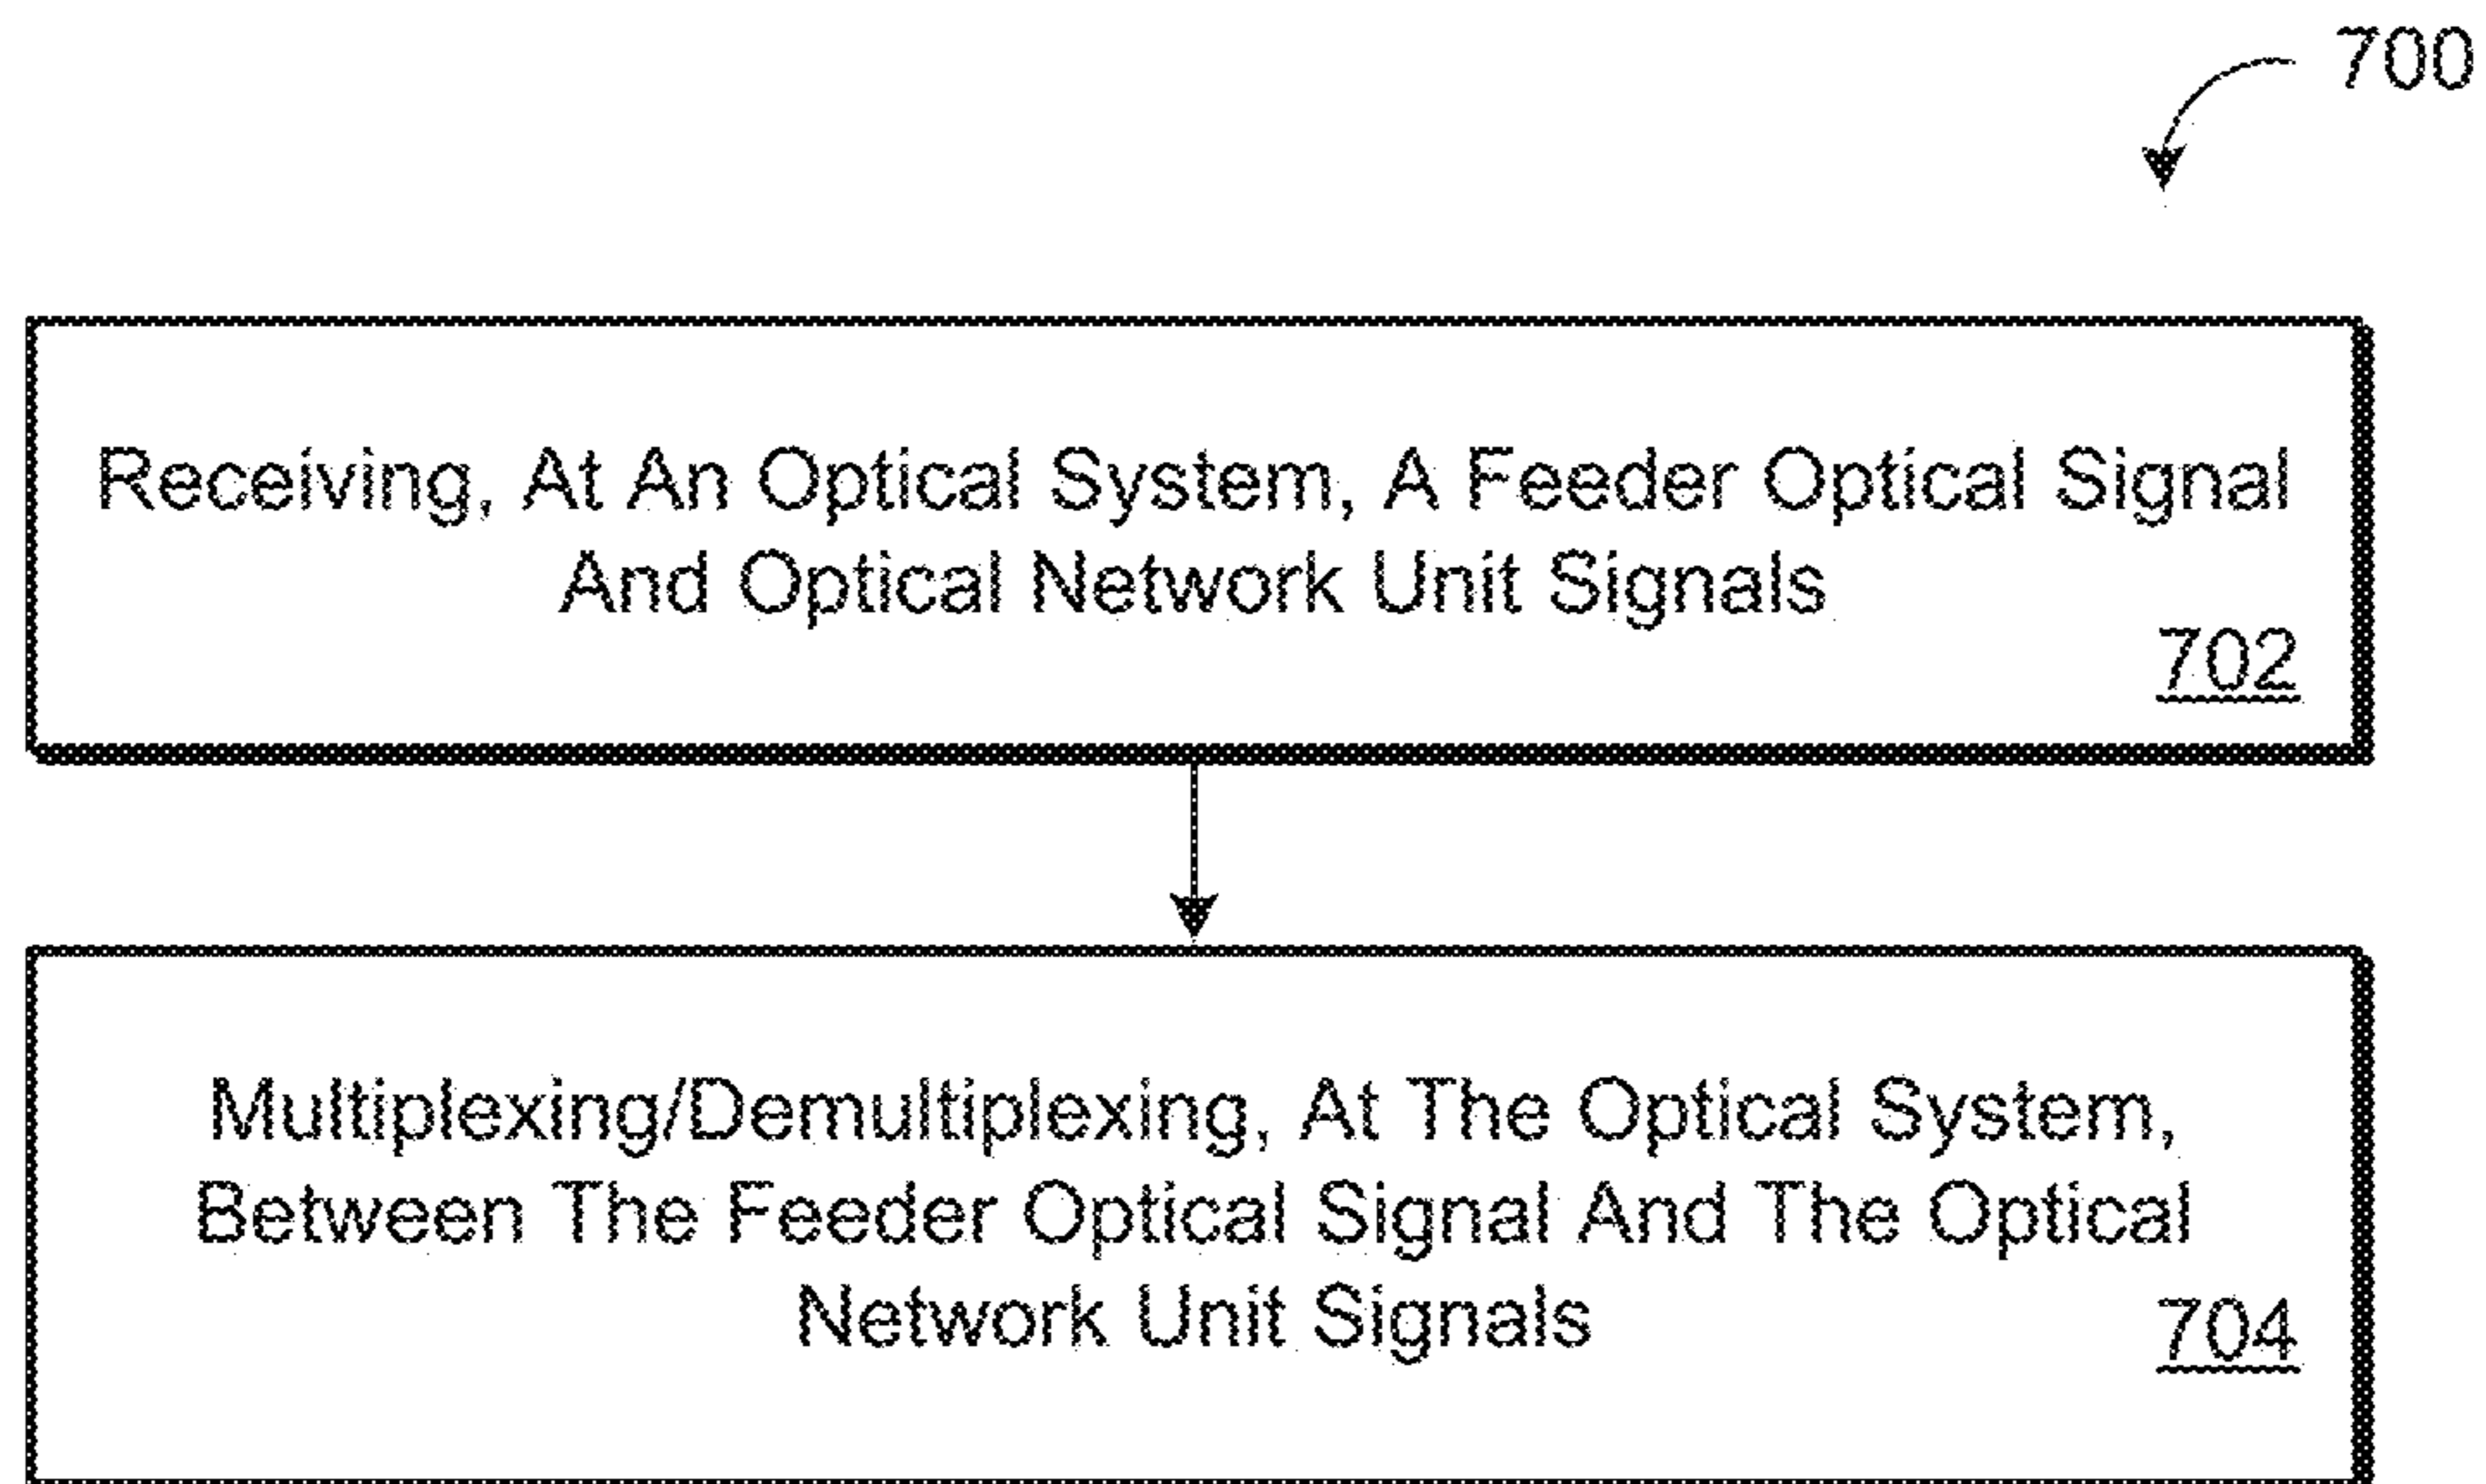 700
Receiving, At An Optical System, A Feeder Optical Signal
And Optical Network Unit Signals
702
Multiplexing/Demultiplexing, At The Optical System,
Between The Feeder Optical Signal And The Optical
Network Unit Signals
704